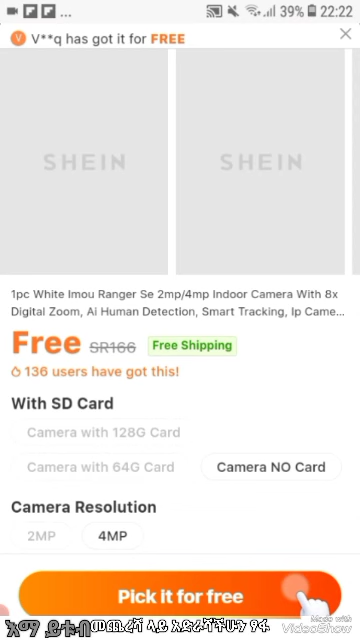 39% 22:22
V V**q has got it for FREE
SHEIN SHEIN
1pc White Imou Ranger Se 2mp/4mp Indoor Camera With 8x
Digital Zoom, Ai Human Detection, Smart Tracking, Ip Came...
Free SR166 Free Shipping
136 users have got this!
With SD Card
Camera with 128G Card
Camera with 64G Card Camera NO Card
Camera Resolution
2MP 4MP
Pick it for free
Made with
VideoShow